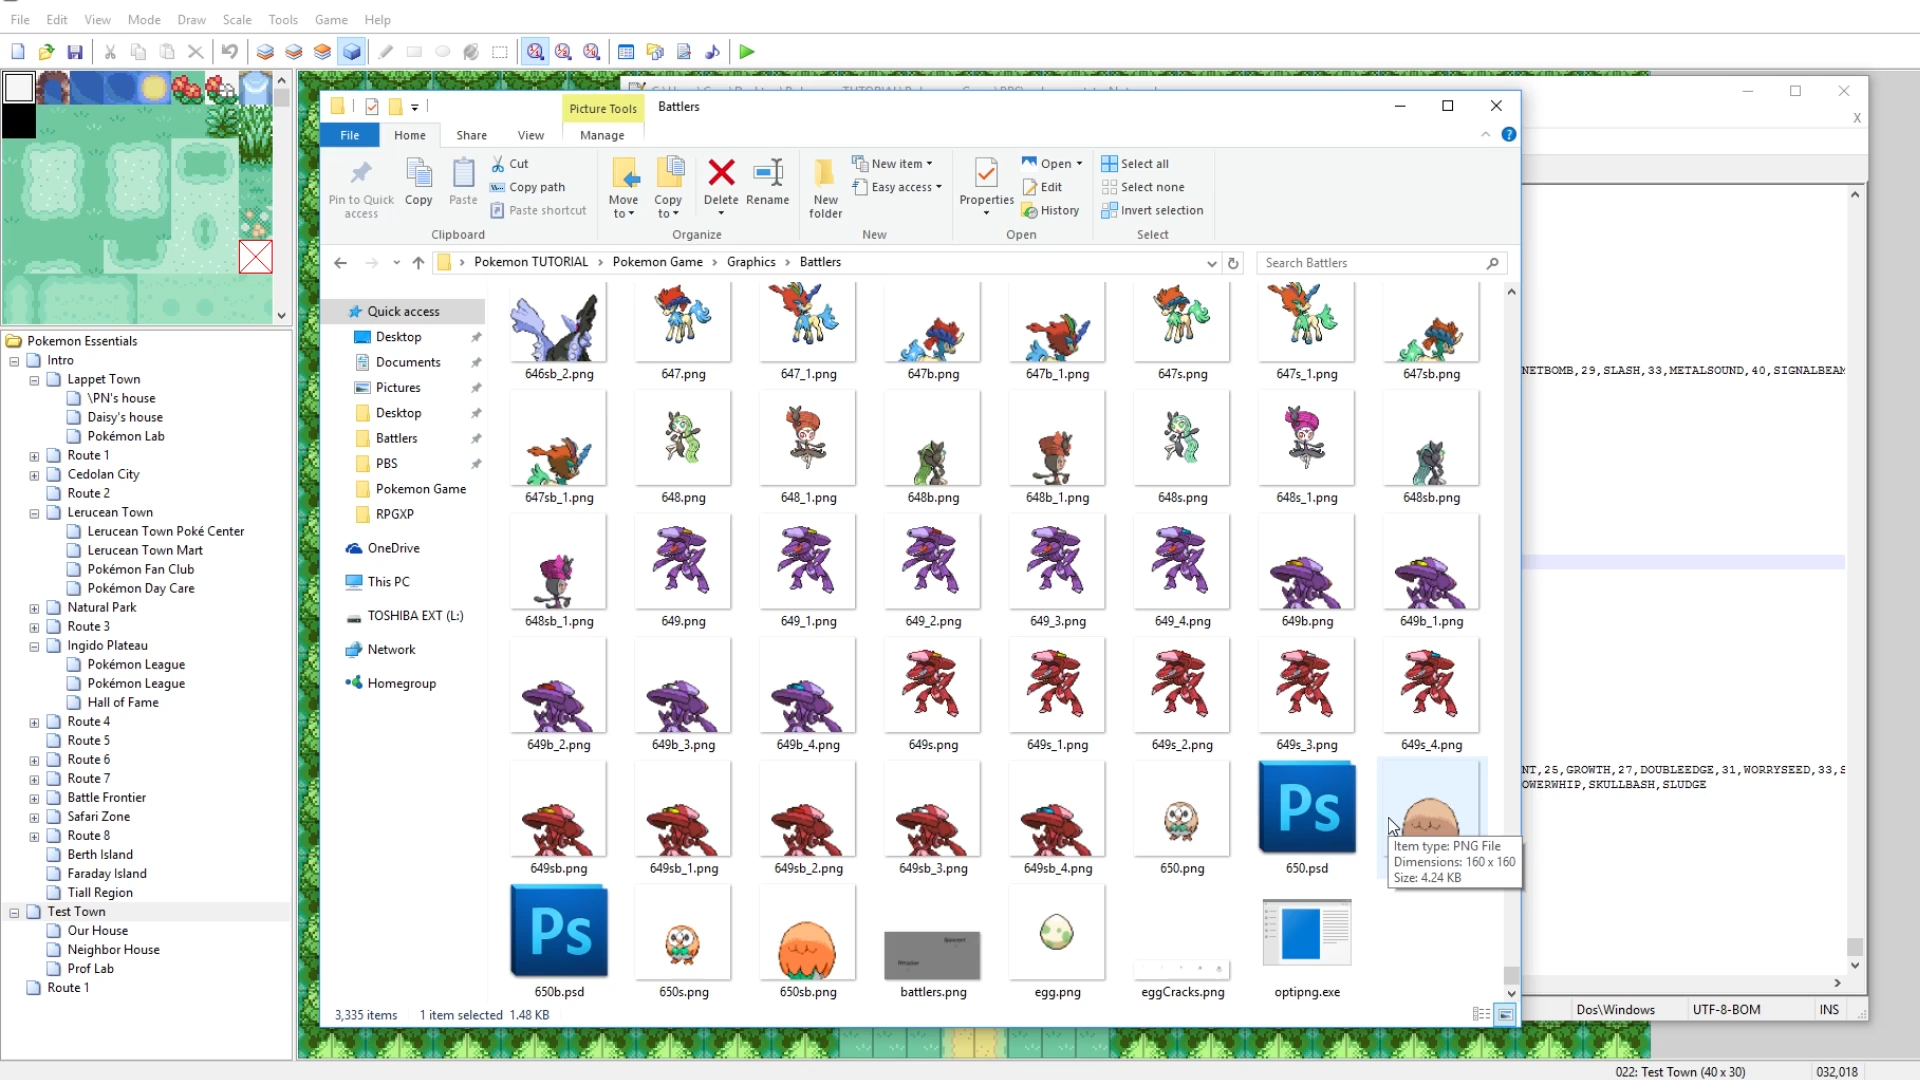 File Edit View Mode Draw Scale Tools Game Help
Picture Tools Battlers
File Home Share View Manage
Pin to Quick access
Copy
Paste
Cut
Copy path
Paste shortcut
Clipboard
Move to
Copy to
Delete
Rename
Organize
New folder
New item
Easy access
New
Properties
Open
Edit
History
Open
Select all
Select none
Invert selection
Select
Pokemon TUTORIAL > Pokemon Game > Graphics > Battlers
Search Battlers
X
Pokemon Essentials
Intro
Lappet Town
\PN's house
Daisy's house
Pokémon Lab
Route 1
Cedolan City
Route 2
Lerucean Town
Lerucean Town Poké Center
Lerucean Town Mart
Pokémon Fan Club
Pokémon Day Care
Natural Park
Route 3
Ingido Plateau
Pokémon League
Pokémon League
Hall of Fame
Route 4
Route 5
Route 6
Route 7
Battle Frontier
Safari Zone
Route 8
Berth Island
Faraday Island
Tiall Region
Test Town
Our House
Neighbor House
Prof Lab
Route 1
Quick access
Desktop
Documents
Pictures
Desktop
Battlers
PBS
Pokemon Game
RPGXP
OneDrive
This PC
TOSHIBA EXT (L:)
Network
Homegroup
646sb_2.png 647.png 647_1.png 647b.png 647b_1.png 647s.png 647s_1.png 647sb.png
647sb_1.png 648.png 648_1.png 648b.png 648b_1.png 648s.png 648s_1.png 648sb.png
648sb_1.png 649.png 649_1.png 649_2.png 649_3.png 649_4.png 649b.png 649b_1.png
649b_2.png 649b_3.png 649b_4.png 649s.png 649s_1.png 649s_2.png 649s_3.png 649s_4.png
Ps
649sb.png 649sb_1.png 649sb_2.png 649sb_3.png 649sb_4.png 650.png 650.psd
Item type: PNG File
Dimensions: 160 x 160
Size: 4.24 KB
Ps
650b.psd 650s.png 650sb.png battlers.png egg.png eggCracks.png optipng.exe
3,335 items 1 item selected 1.48 KB
NETBOMB,29,SLASH,33,METALSOUND,40,SIGNALBEAM
NT,25,GROWTH,27,DOUBLEEDGE,31,WORRYSEED,33,S
OWERWHIP,SKULLBASH,SLUDGE
Dos\Windows UTF-8-BOM INS
022: Test Town (40 x 30) 032,018